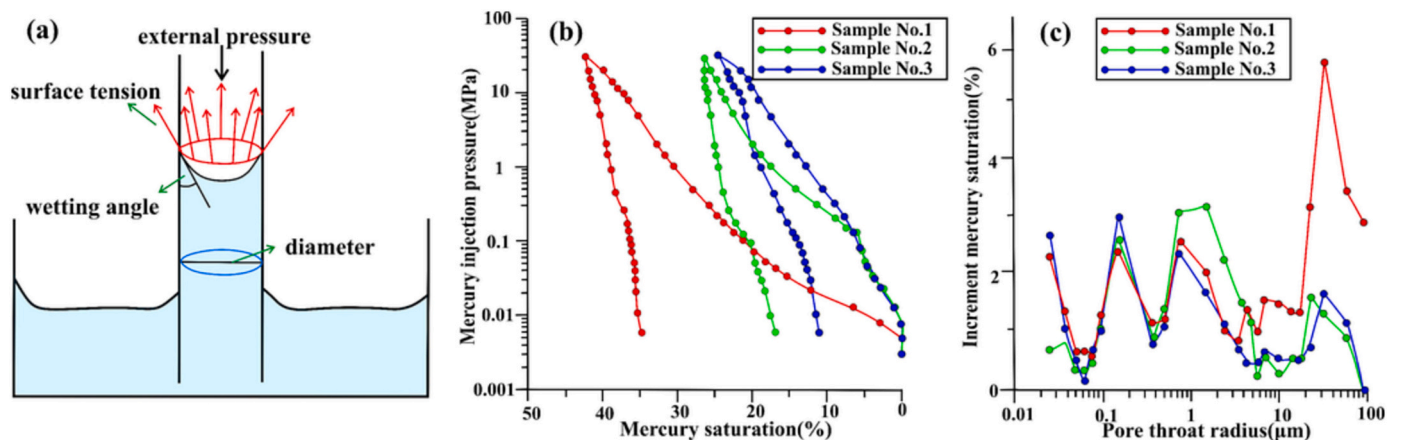 (a)
external pressure
surface tension
wetting angle
diameter
(b)
Sample No.1
Sample No.2
Sample No.3
Mercury injection pressure(MPa)
100
10
1
0.1
0.01
0.001
50
40
30
20
10
0
Mercury saturation(%)
(c)
Sample No.1
Sample No.2
Sample No.3
Increment mercury saturation(%)
6
4
2
0
0.01
0.1
1
10
100
Pore throat radius(μm)